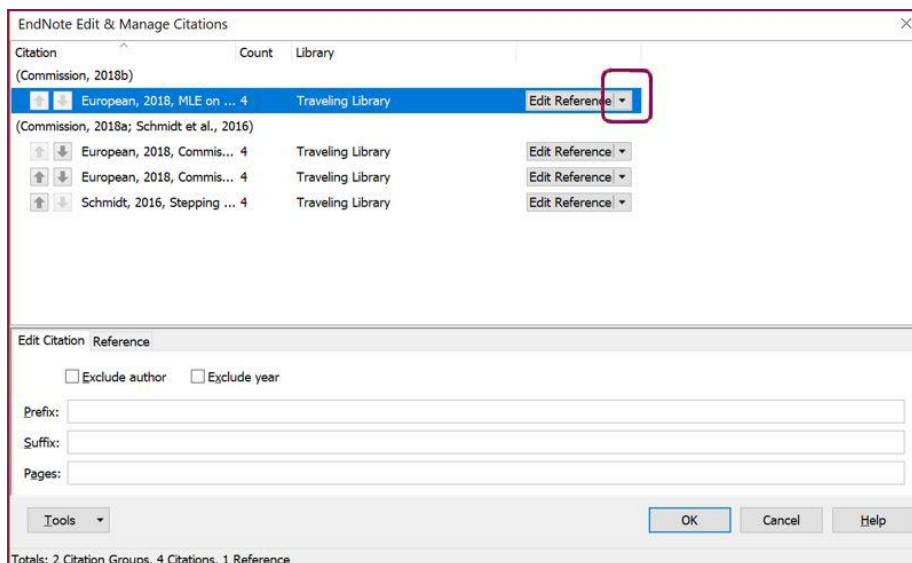 EndNote Edit & Manage Citations
Citation Count Library
(Commission, 2018b)
European, 2018, MLE on ... 4 Traveling Library Edit Reference
(Commission, 2018a; Schmidt et al., 2016)
European, 2018, Commis... 4 Traveling Library Edit Reference
European, 2018, Commis... 4 Traveling Library Edit Reference
Schmidt, 2016, Stepping ... 4 Traveling Library Edit Reference
Edit Citation Reference
Exclude author Exclude year
Prefix:
Suffix:
Pages:
Tools OK Cancel Help
Totals: 2 Citation Groups, 4 Citations, 1 Reference